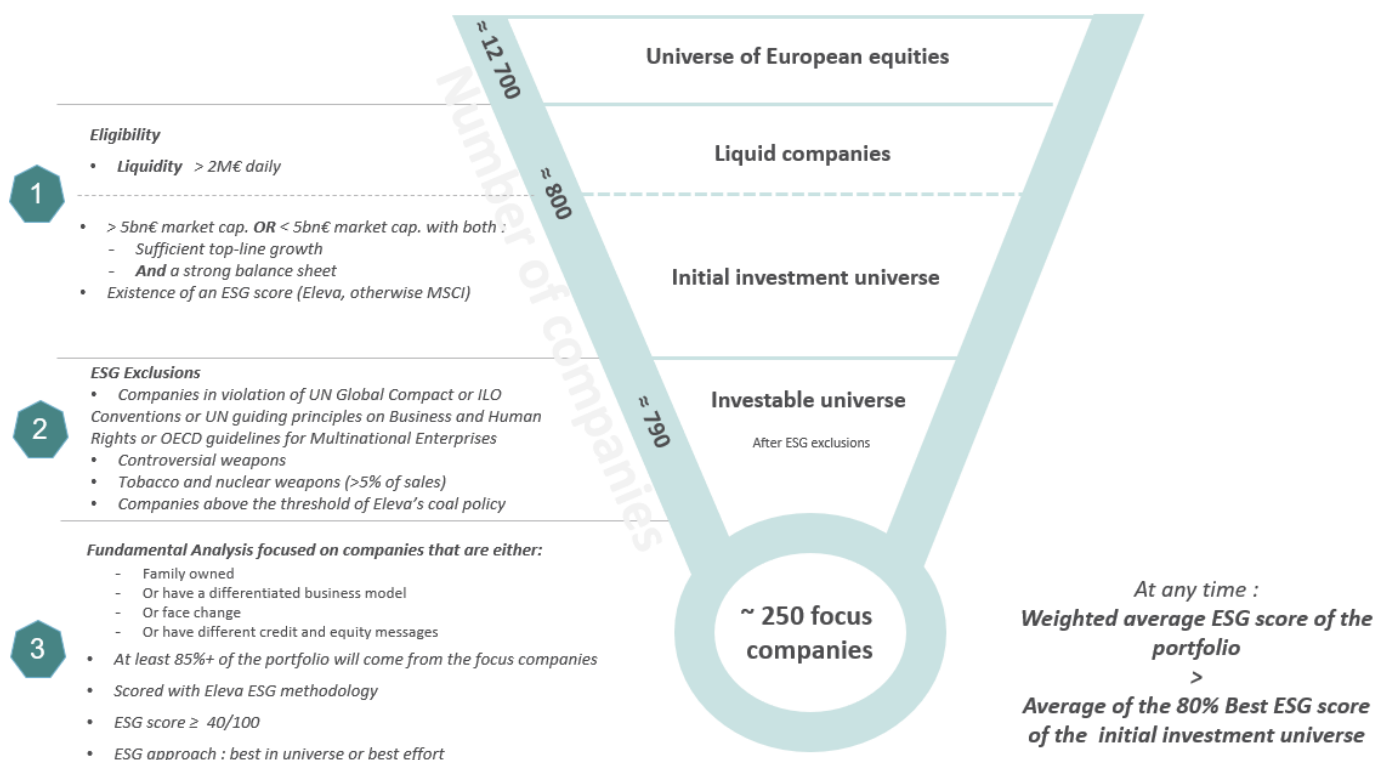 ≈ 12 700
Universe of European equities
Number of companies
Eligibility
• Liquidity > 2M€ daily
Liquid companies
1
≈ 800
• > 5bn€ market cap. OR < 5bn€ market cap. with both :
- Sufficient top-line growth
- And a strong balance sheet
• Existence of an ESG score (Eleva, otherwise MSCI)
Initial investment universe
ESG Exclusions
• Companies in violation of UN Global Compact or ILO
Conventions or UN guiding principles on Business and Human
Rights or OECD guidelines for Multinational Enterprises
• Controversial weapons
• Tobacco and nuclear weapons (>5% of sales)
• Companies above the threshold of Eleva’s coal policy
2
≈ 790
Investable universe
After ESG exclusions
Fundamental Analysis focused on companies that are either:
- Family owned
- Or have a differentiated business model
- Or face change
- Or have different credit and equity messages
3
• At least 85%+ of the portfolio will come from the focus companies
• Scored with Eleva ESG methodology
• ESG score ≥ 40/100
• ESG approach : best in universe or best effort
~ 250 focus
companies
At any time :
Weighted average ESG score of the
portfolio
>
Average of the 80% Best ESG score
of the initial investment universe